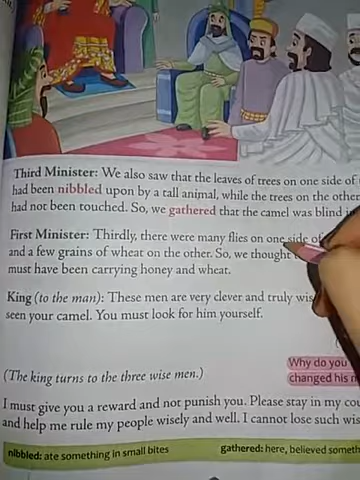 Third Minister: We also saw that the leaves of trees on one side of
had been nibbled upon by a tall animal, while the trees on the other
had not been touched. So, we gathered that the camel was blind in
First Minister: Thirdly, there were many flies on one side of
and a few grains of wheat on the other. So, we thought
must have been carrying honey and wheat.
King (to the man): These men are very clever and truly wis
seen your camel. You must look for him yourself.
(The king turns to the three wise men.)
Why do you
changed his m
I must give you a reward and not punish you. Please stay in my cou
and help me rule my people wisely and well. I cannot lose such wis
nibbled: ate something in small bites
gathered: here, believed someth